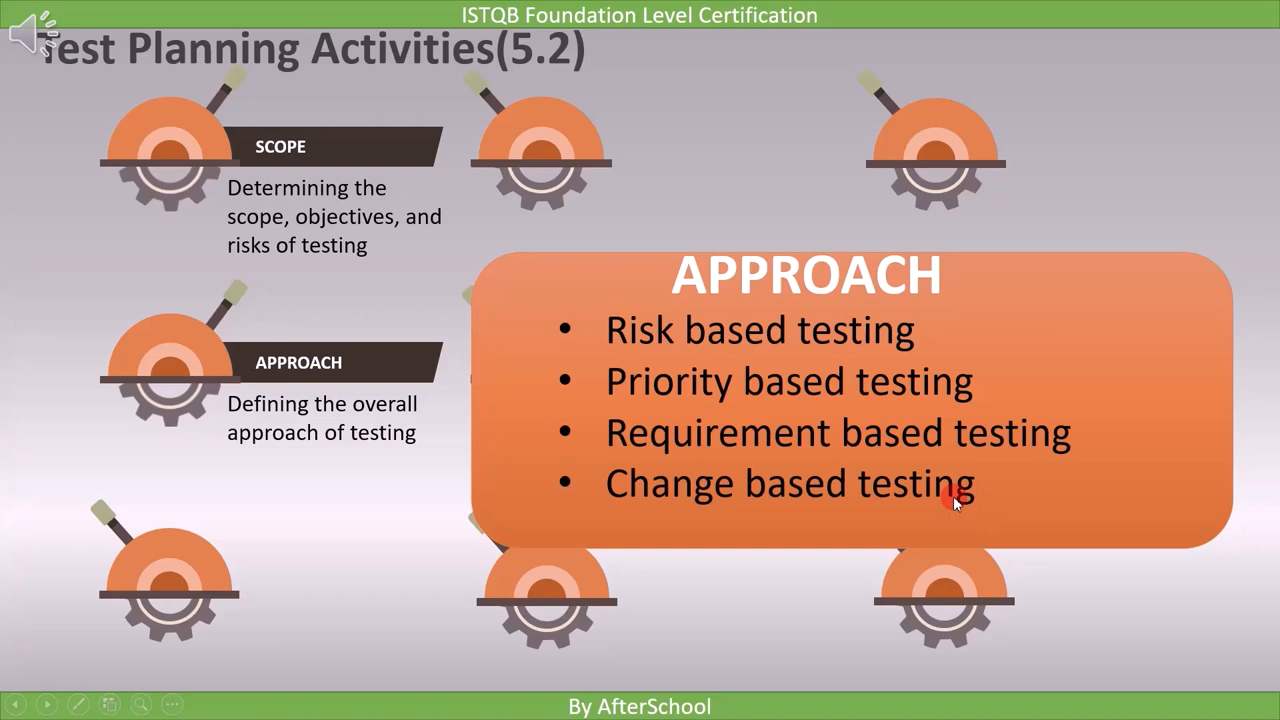 ISTQB Foundation Level Certification
Test Planning Activities(5.2)
SCOPE
Determining the
scope, objectives, and
risks of testing
APPROACH
Defining the overall
approach of testing
APPROACH
• Risk based testing
• Priority based testing
• Requirement based testing
• Change based testing
By AfterSchool